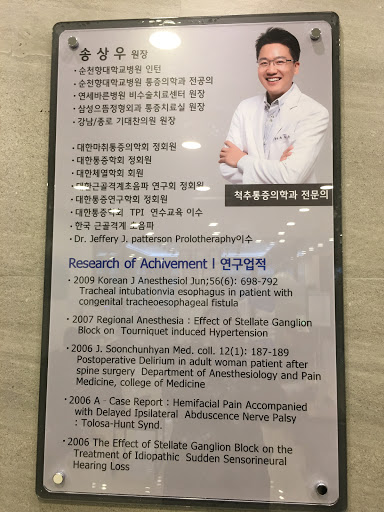 송상우 원장
• 순천향대학교병원 인턴
• 순천향대학교병원 통증의학과 전공의
• 연세바른병원 비수술치료센터 원장
• 삼성으뜸정형외과 통증치료실 원장
• 강남/종로 기대찬의원 원장
• 대한마취통증의학회 정회원
• 대한통증학회 정회원
• 대한체열학회 회원
• 대한근골격계초음파 연구회 정회원
• 대한통증연구학회 정회원
• 대한통증학회 TPI 연수교육 이수
• 한국 근골격계 초음파
• Dr. Jeffery J. patterson Prolotheraphy이수
척추통증의학과 전문의
Research of Achivement | 연구업적
• 2009 Korean J Anesthesiol Jun;56(6): 698-792
Tracheal intubationvia esophagus in patient with
congenital tracheoesophageal fistula
• 2007 Regional Anesthesia : Effect of Stellate Ganglion
Block on Tourniquet induced Hypertension
• 2006 J. Soonchunhyan Med. coll. 12(1): 187-189
Postoperative Delirium in adult woman patient after
spine surgery Department of Anesthesiology and Pain
Medicine, college of Medicine
• 2006 A - Case Report : Hemifacial Pain Accompanied
with Delayed Ipsilateral Abduscence Nerve Palsy
: Tolosa-Hunt Synd.
• 2006 The Effect of Stellate Ganglion Block on the
Treatment of Idiopathic Sudden Sensorineural
Hearing Loss